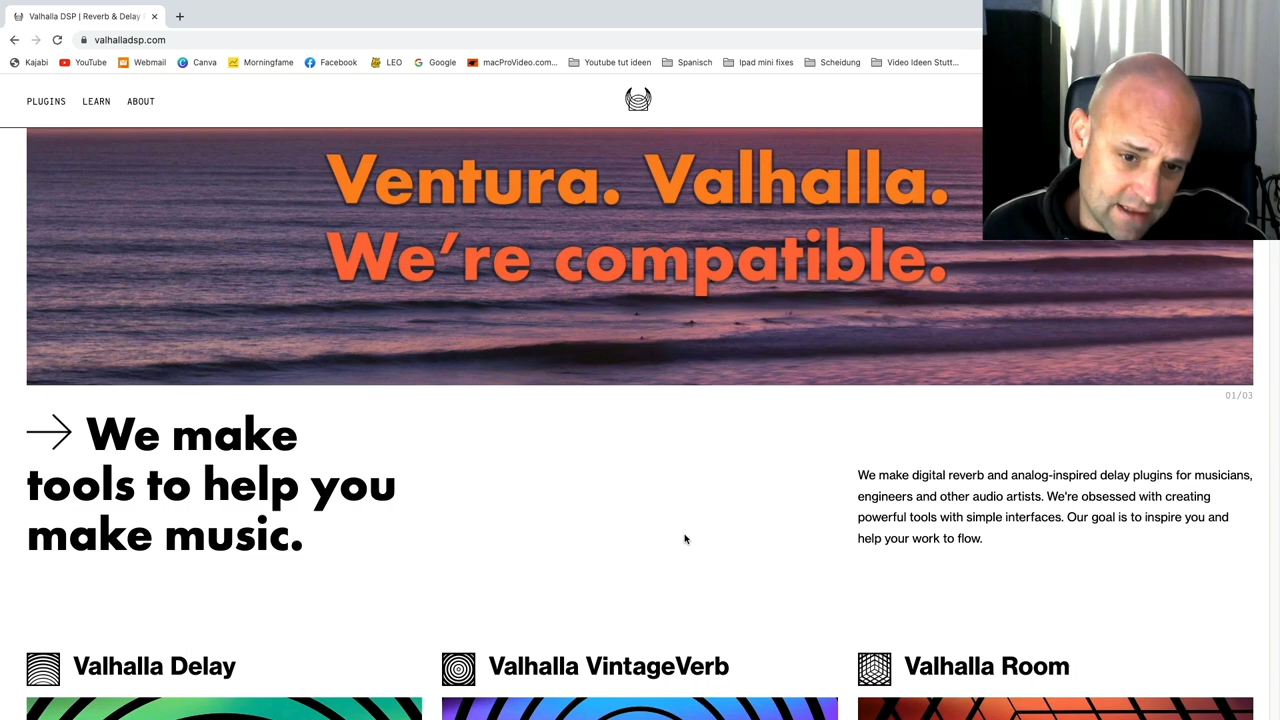 Valhalla DSP | Reverb & Delay
valhalladsp.com
Kajabi YouTube Webmail Canva Morningfame Facebook LEO Google macProVideo.com... Youtube tut ideen Spanisch Ipad mini fixes Scheidung Video Ideen Stutt...
PLUGINS LEARN ABOUT
Ventura. Valhalla.
We're compatible.
01/03
We make
tools to help you
make music.
We make digital reverb and analog-inspired delay plugins for musicians,
engineers and other audio artists. We're obsessed with creating
powerful tools with simple interfaces. Our goal is to inspire you and
help your work to flow.
Valhalla Delay
Valhalla VintageVerb
Valhalla Room